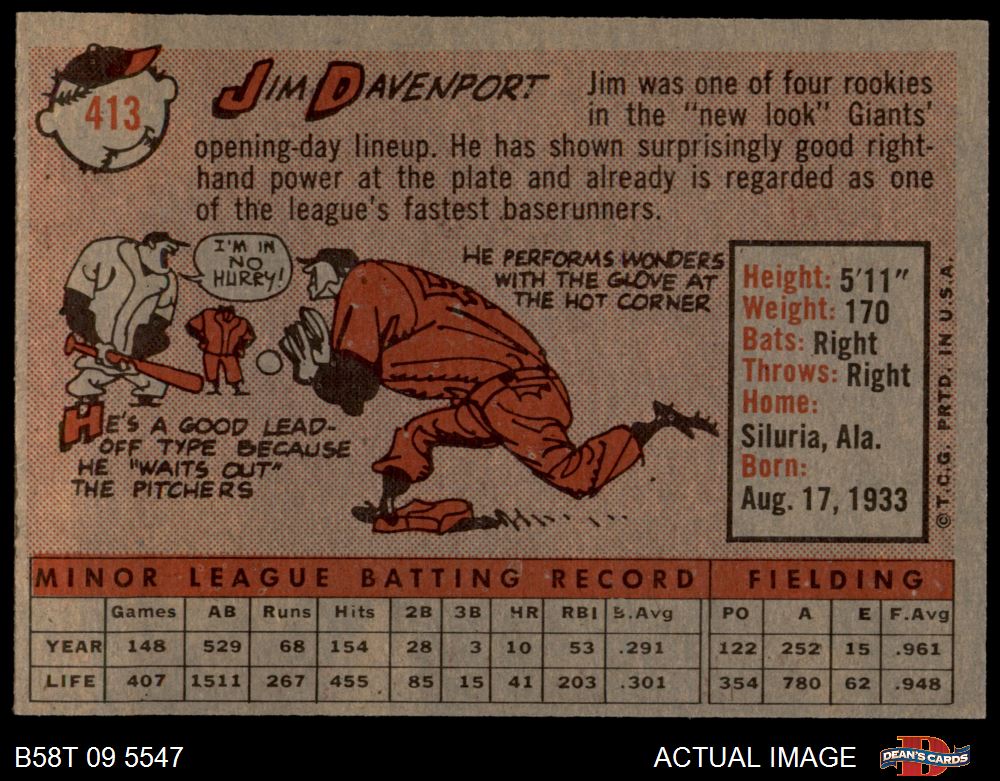 413
Jim Davenport
Jim was one of four rookies
in the "new look" Giants'
opening-day lineup. He has shown surprisingly good right-
hand power at the plate and already is regarded as one
of the league's fastest baserunners.
I'M IN
NO
HURRY!
HE PERFORMS WONDERS
WITH THE GLOVE AT
THE HOT CORNER
HE'S A GOOD LEAD-
OFF TYPE BECAUSE
HE "WAITS OUT"
THE PITCHERS
Height: 5'11"
Weight: 170
Bats: Right
Throws: Right
Home:
Siluria, Ala.
Born:
Aug. 17, 1933
© T.C.G. PRTD. IN U.S.A.
MINOR LEAGUE BATTING RECORD FIELDING
Games AB Runs Hits 2B 3B HR RBI B.Avg PO A E F.Avg
YEAR 148 529 68 154 28 3 10 53 .291 122 252 15 .961
LIFE 407 1511 267 455 85 15 41 203 .301 354 780 62 .948
B58T 09 5547
ACTUAL IMAGE
DEAN'S CARDS